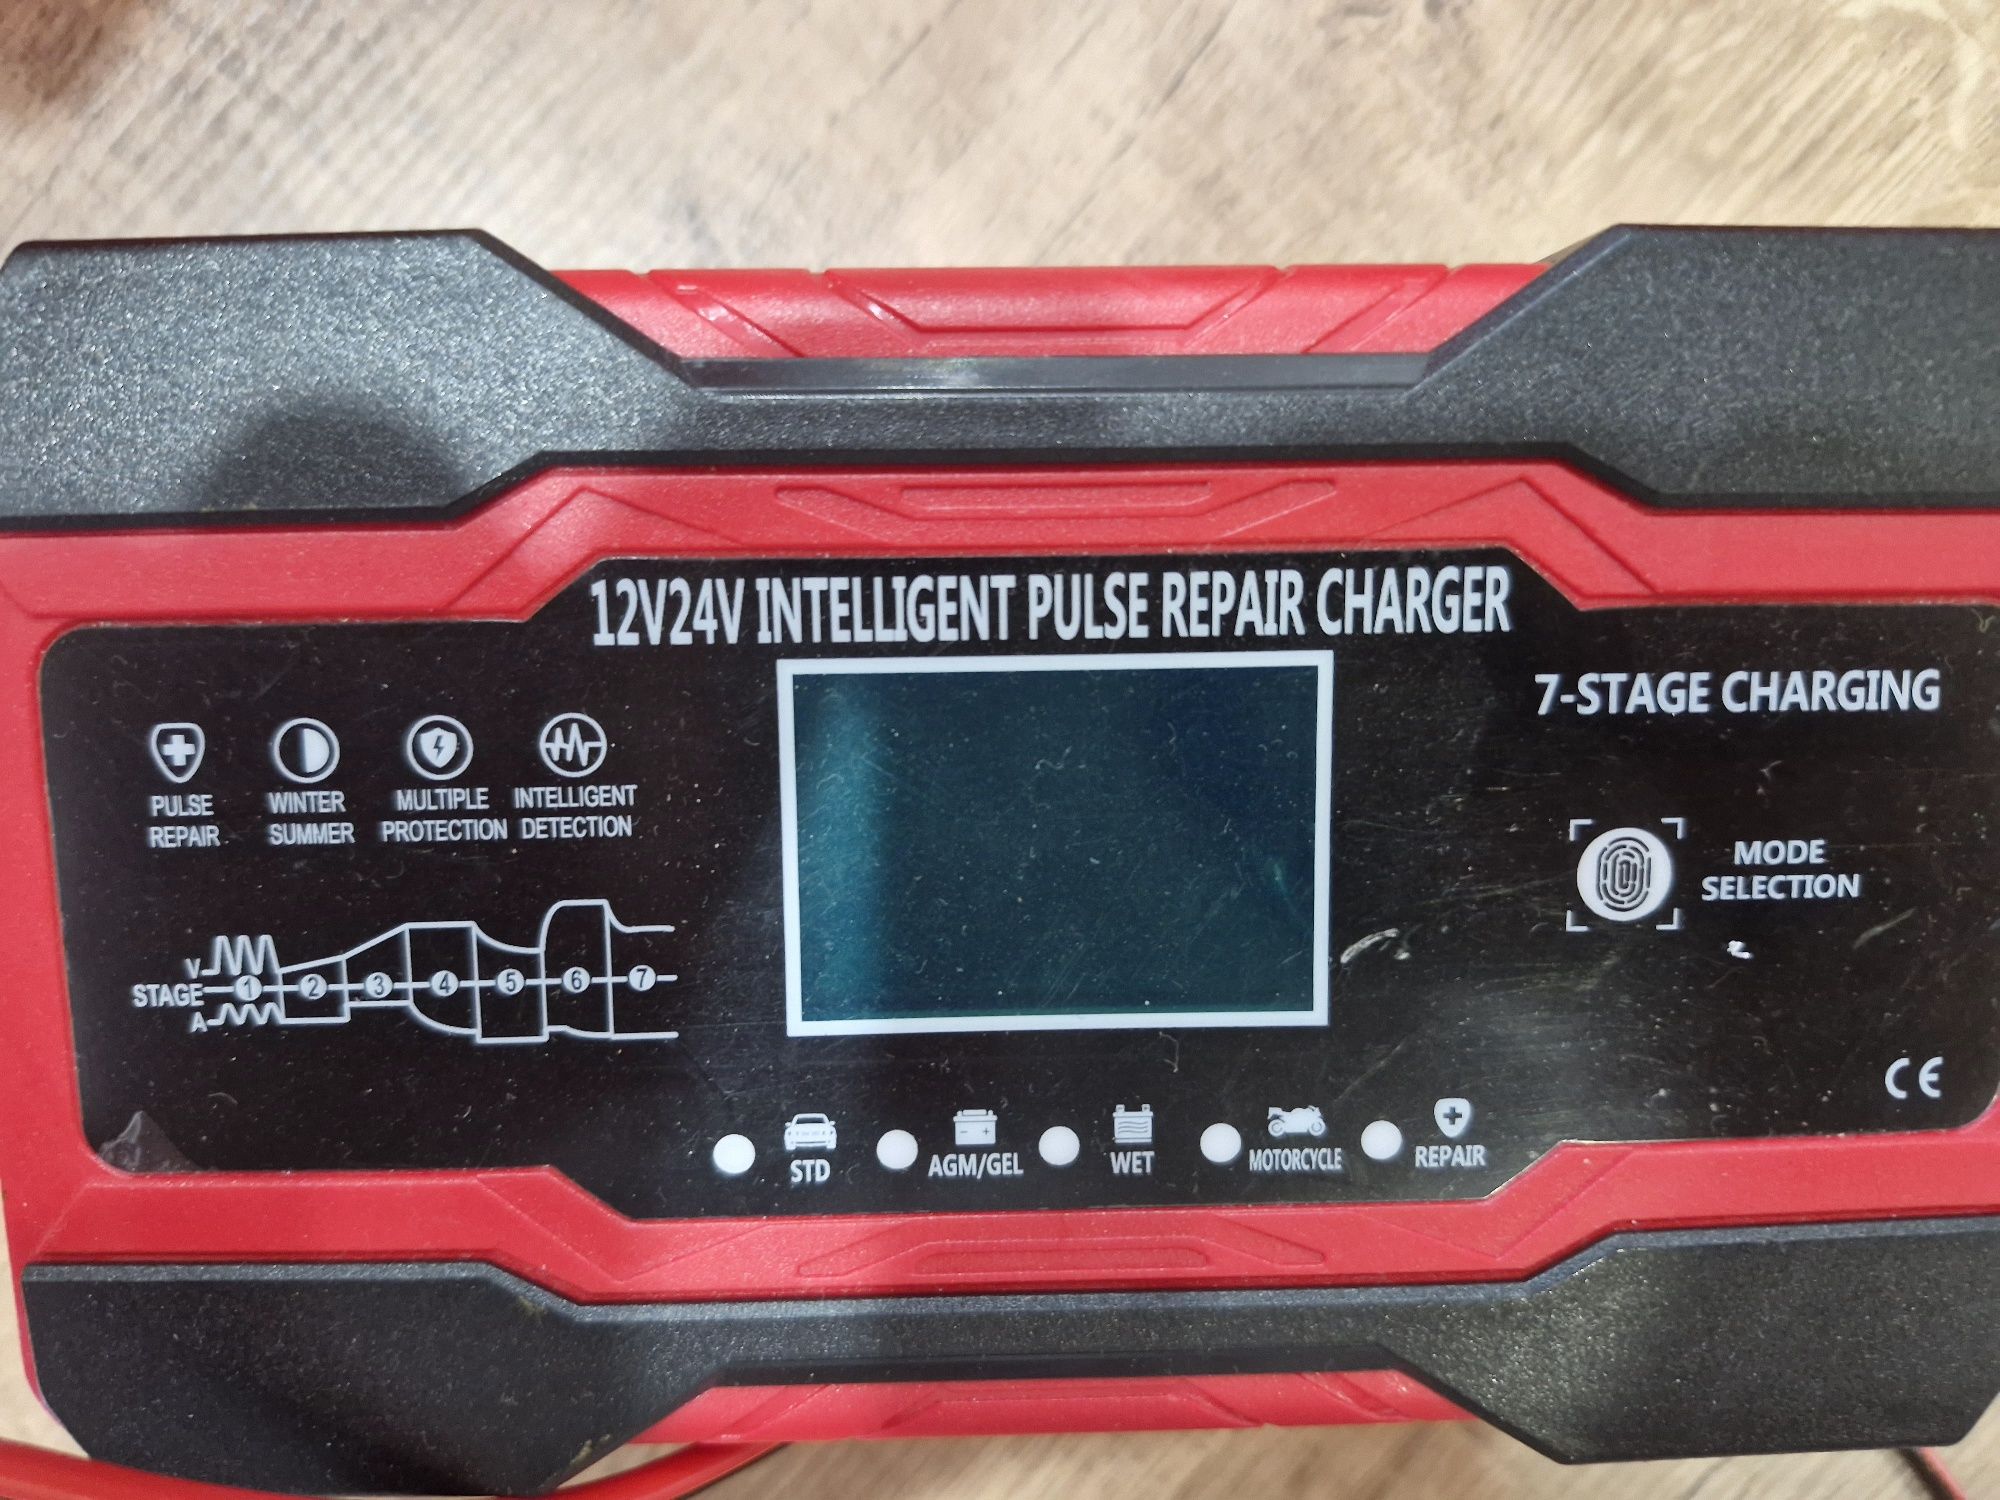 12V24V INTELLIGENT PULSE REPAIR CHARGER
7-STAGE CHARGING
PULSE REPAIR
WINTER SUMMER
MULTIPLE PROTECTION
INTELLIGENT DETECTION
MODE
SELECTION
V
STAGE 1 2 3 4 5 6 7
A
CE
STD
AGM/GEL
WET
MOTORCYCLE
REPAIR